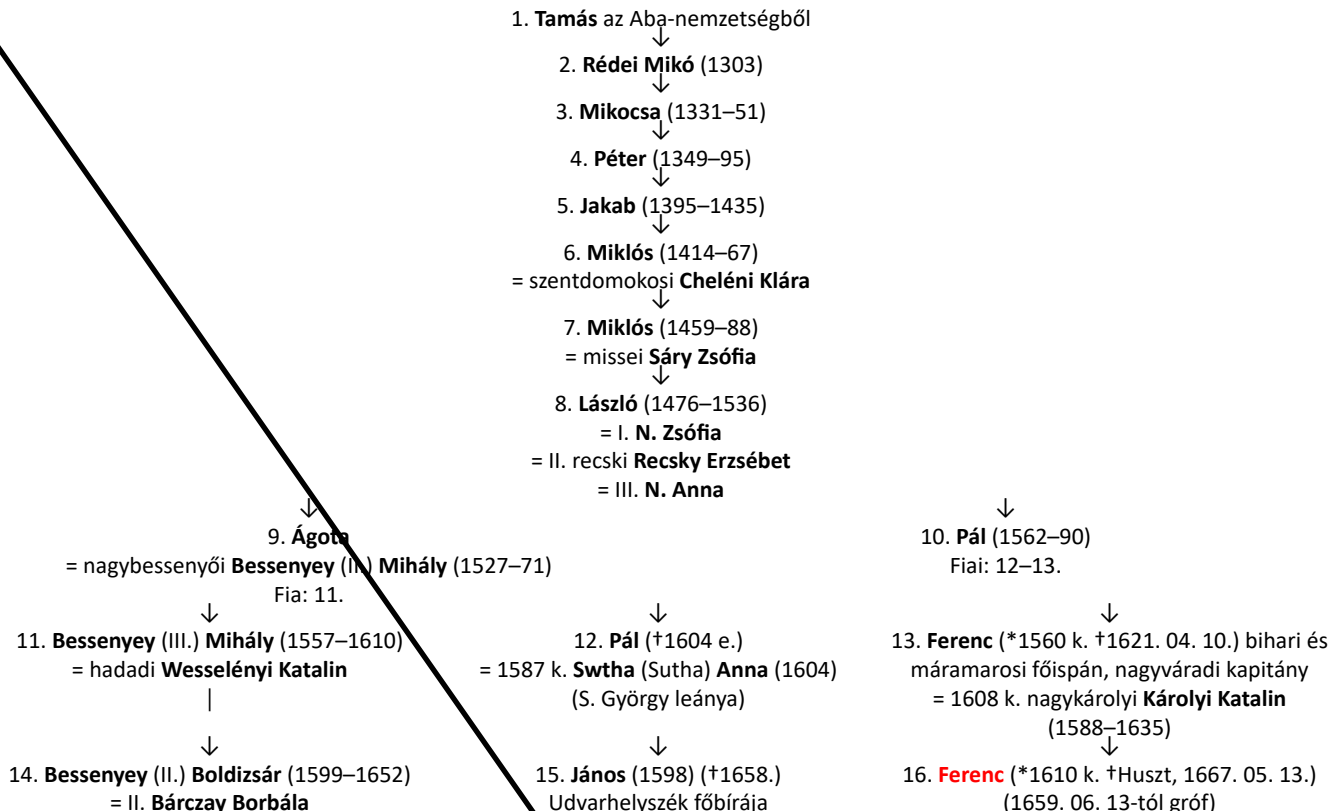 1. Tamás az Aba-nemzetségből
↓
2. Rédei Mikó (1303)
↓
3. Mikocsa (1331–51)
↓
4. Péter (1349–95)
↓
5. Jakab (1395–1435)
↓
6. Miklós (1414–67)
= szentdomokosi Cheléni Klára
↓
7. Miklós (1459–88)
= missei Sáry Zsófia
↓
8. László (1476–1536)
= I. N. Zsófia
= II. recski Recsky Erzsébet
= III. N. Anna
↓ ↓
9. Ágota
= nagybessenyői Bessenyey (II.) Mihály (1527–71)
Fia: 11.
10. Pál (1562–90)
Fiai: 12–13.
↓ ↓ ↓
11. Bessenyey (III.) Mihály (1557–1610)
= hadadi Wesselényi Katalin
|
12. Pál (†1604 e.)
= 1587 k. Swtha (Sutha) Anna (1604)
(S. György leánya)
13. Ferenc (*1560 k. †1621. 04. 10.) bihari és
máramarosi főispán, nagyváradi kapitány
= 1608 k. nagykárolyi Károlyi Katalin
(1588–1635)
↓ ↓ ↓
14. Bessenyey (II.) Boldizsár (1599–1652)
= II. Bárczay Borbála
15. János (1598) (†1658.)
Udvarhelyszék főbírája
16. Ferenc (*1610 k. †Huszt, 1667. 05. 13.)
(1659. 06. 13-tól gróf)